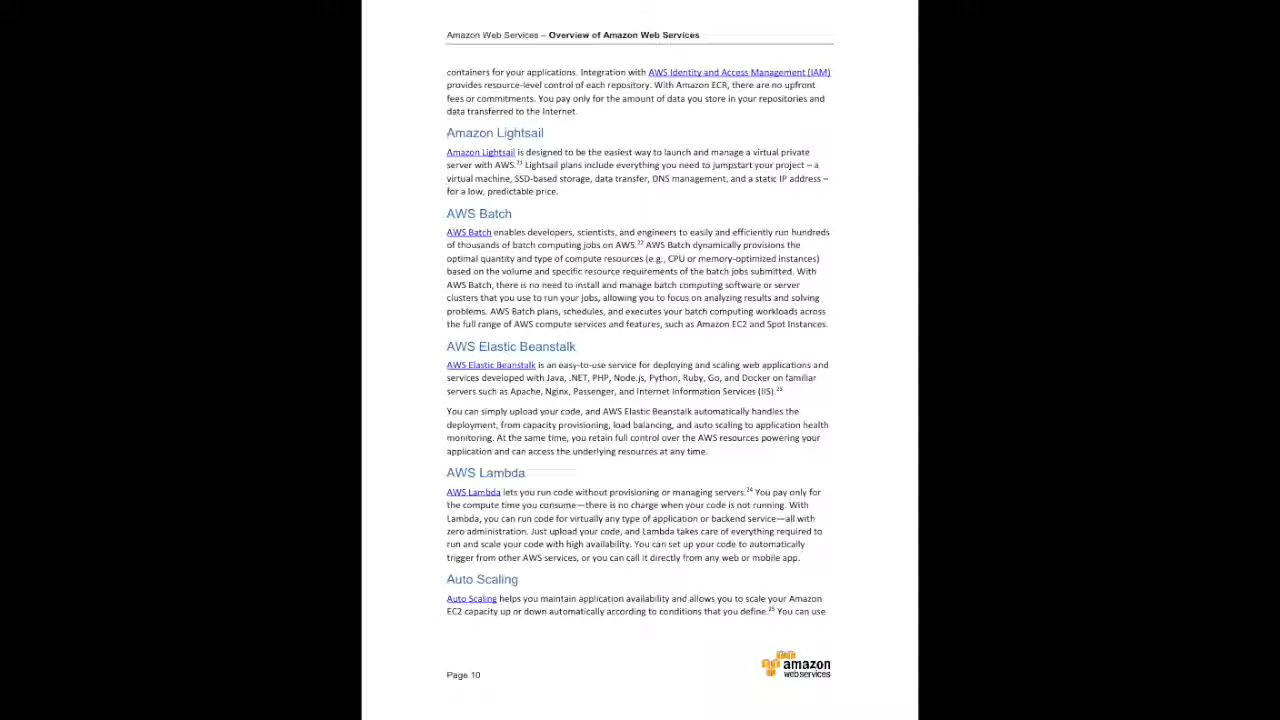 Amazon Web Services – Overview of Amazon Web Services
containers for your applications. Integration with AWS Identity and Access Management (IAM)
provides resource-level control of each repository. With Amazon ECR, there are no upfront
fees or commitments. You pay only for the amount of data you store in your repositories and
data transferred to the Internet.
Amazon Lightsail
Amazon Lightsail is designed to be the easiest way to launch and manage a virtual private
server with AWS.21 Lightsail plans include everything you need to jumpstart your project – a
virtual machine, SSD-based storage, data transfer, DNS management, and a static IP address –
for a low, predictable price.
AWS Batch
AWS Batch enables developers, scientists, and engineers to easily and efficiently run hundreds
of thousands of batch computing jobs on AWS.22 AWS Batch dynamically provisions the
optimal quantity and type of compute resources (e.g., CPU or memory-optimized instances)
based on the volume and specific resource requirements of the batch jobs submitted. With
AWS Batch, there is no need to install and manage batch computing software or server
clusters that you use to run your jobs, allowing you to focus on analyzing results and solving
problems. AWS Batch plans, schedules, and executes your batch computing workloads across
the full range of AWS compute services and features, such as Amazon EC2 and Spot Instances.
AWS Elastic Beanstalk
AWS Elastic Beanstalk is an easy-to-use service for deploying and scaling web applications and
services developed with Java, .NET, PHP, Node.js, Python, Ruby, Go, and Docker on familiar
servers such as Apache, Nginx, Passenger, and Internet Information Services (IIS).23
You can simply upload your code, and AWS Elastic Beanstalk automatically handles the
deployment, from capacity provisioning, load balancing, and auto scaling to application health
monitoring. At the same time, you retain full control over the AWS resources powering your
application and can access the underlying resources at any time.
AWS Lambda
AWS Lambda lets you run code without provisioning or managing servers.24 You pay only for
the compute time you consume—there is no charge when your code is not running. With
Lambda, you can run code for virtually any type of application or backend service—all with
zero administration. Just upload your code, and Lambda takes care of everything required to
run and scale your code with high availability. You can set up your code to automatically
trigger from other AWS services, or you can call it directly from any web or mobile app.
Auto Scaling
Auto Scaling helps you maintain application availability and allows you to scale your Amazon
EC2 capacity up or down automatically according to conditions that you define.25 You can use
Page 10
amazon
webservices